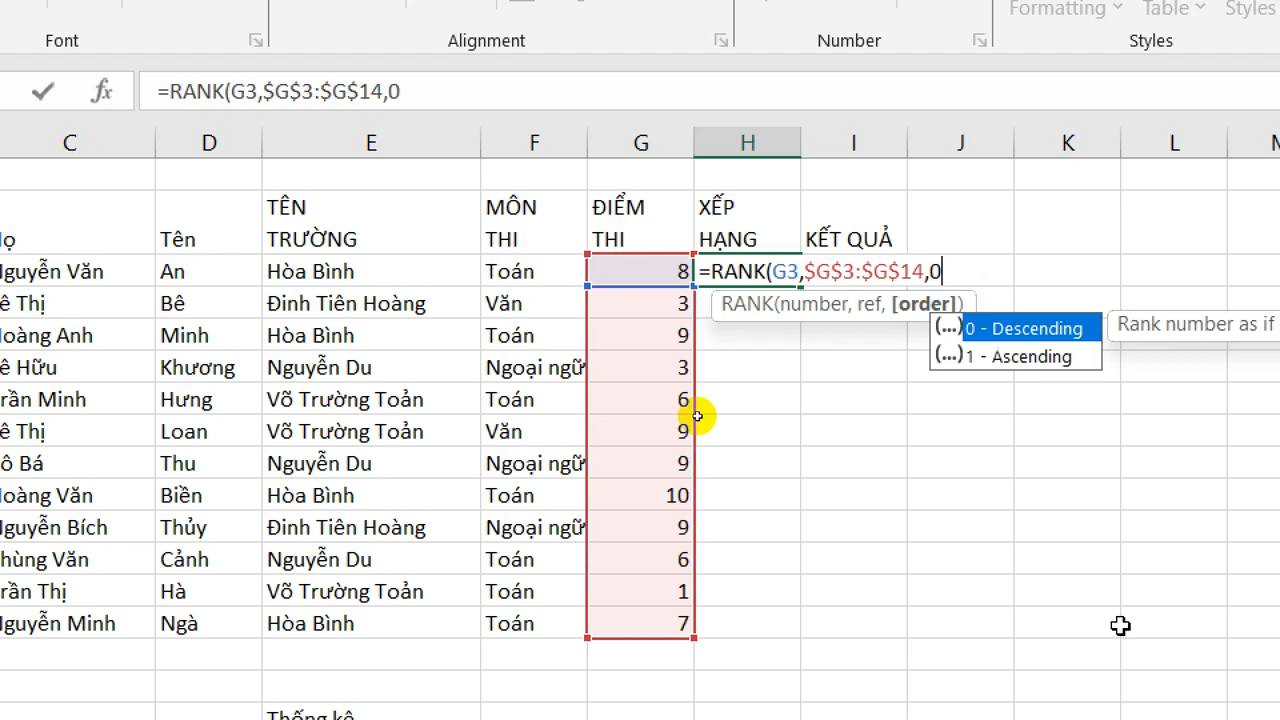 Formatting Table Styles
Font Alignment Number Styles
fx =RANK(G3,$G$3:$G$14,0
C D E F G H I J K L
TÊN MÔN ĐIỂM XẾP
Tên TRƯỜNG THI THI HẠNG KẾT QUẢ
Văn An Hòa Bình Toán 8 =RANK(G3,$G$3:$G$14,0
Thị Bê Đinh Tiên Hoàng Văn 3 RANK(number, ref, [order])
Anh Minh Hòa Bình Toán 9 (...) 0 - Descending Rank number as if
Hữu Khương Nguyễn Du Ngoại ngữ 3 (...) 1 - Ascending
Minh Hưng Võ Trường Toản Toán 6
Thị Loan Võ Trường Toản Văn 9
Bá Thu Nguyễn Du Ngoại ngữ 9
Văn Biền Hòa Bình Toán 10
Bích Thủy Đinh Tiên Hoàng Ngoại ngữ 9
Văn Cảnh Nguyễn Du Toán 6
Thị Hà Võ Trường Toản Toán 1
Minh Ngà Hòa Bình Toán 7
Thống kê